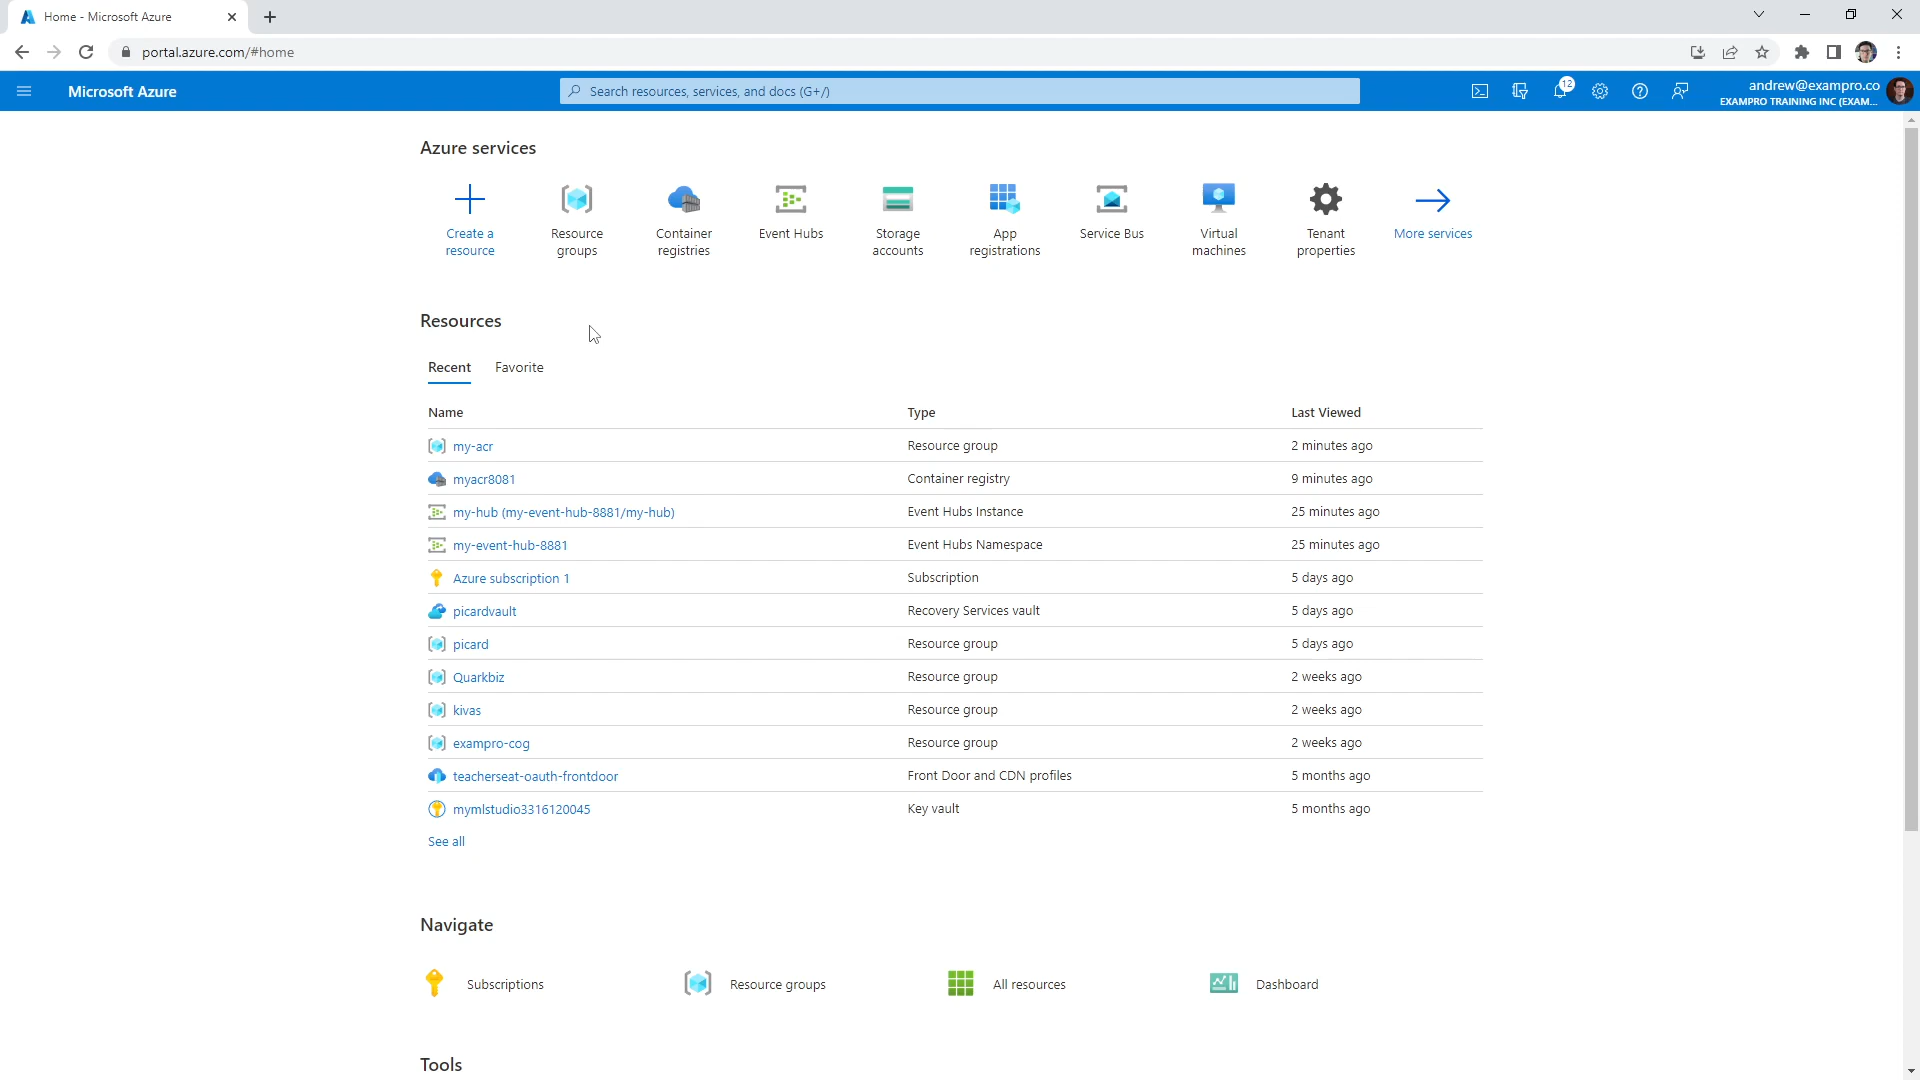 Home - Microsoft Azure
portal.azure.com/#home
Microsoft Azure
Search resources, services, and docs (G+/)
12
andrew@exampro.co
EXAMPRO TRAINING INC (EXAM...
Azure services
Create a resource
Resource groups
Container registries
Event Hubs
Storage accounts
App registrations
Service Bus
Virtual machines
Tenant properties
More services
Resources
Recent Favorite
Name Type Last Viewed
my-acr Resource group 2 minutes ago
myacr8081 Container registry 9 minutes ago
my-hub (my-event-hub-8881/my-hub) Event Hubs Instance 25 minutes ago
my-event-hub-8881 Event Hubs Namespace 25 minutes ago
Azure subscription 1 Subscription 5 days ago
picardvault Recovery Services vault 5 days ago
picard Resource group 5 days ago
Quarkbiz Resource group 2 weeks ago
kivas Resource group 2 weeks ago
exampro-cog Resource group 2 weeks ago
teacherseat-oauth-frontdoor Front Door and CDN profiles 5 months ago
mymlstudio3316120045 Key vault 5 months ago
See all
Navigate
Subscriptions Resource groups All resources Dashboard
Tools